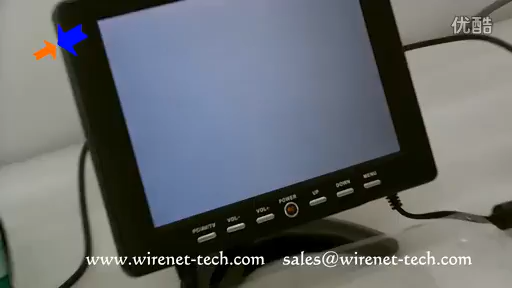 优酷
PC/AV/TV VOL- VOL+ POWER UP DOWN MENU
www.wirenet-tech.com sales@wirenet-tech.com